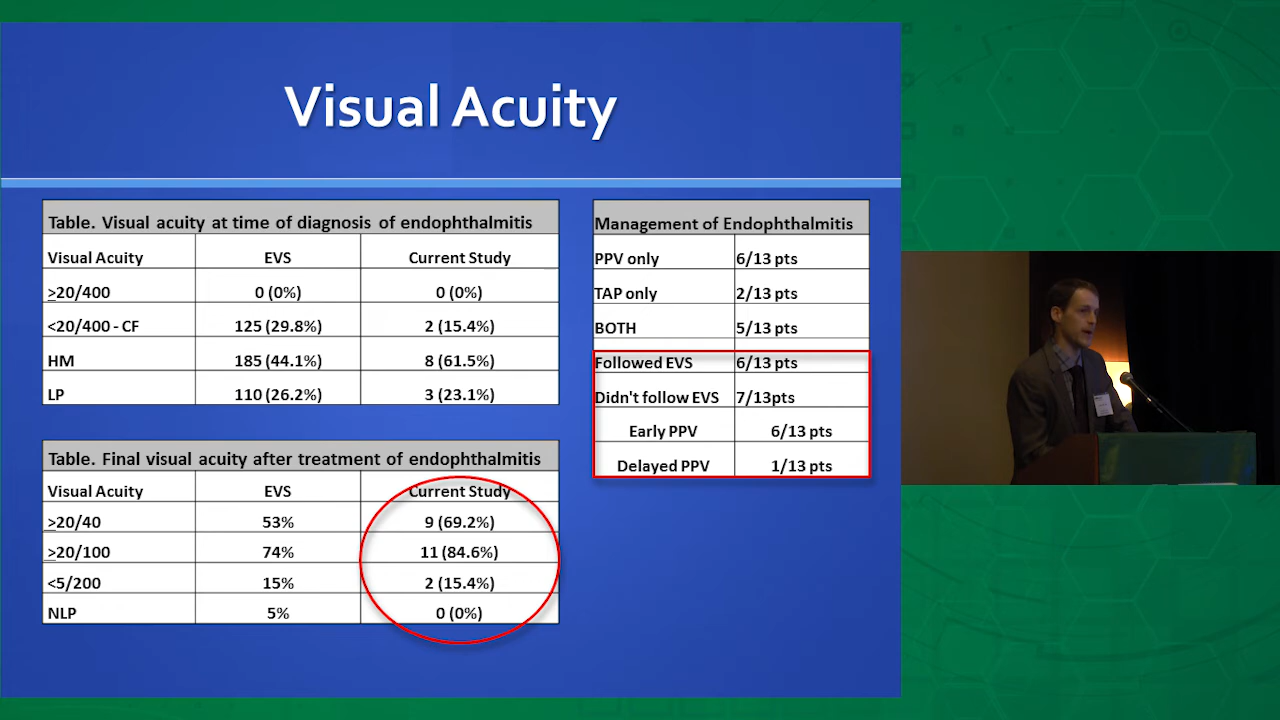 Visual Acuity
Table. Visual acuity at time of diagnosis of endophthalmitis
Visual Acuity EVS Current Study
≥20/400 0 (0%) 0 (0%)
<20/400 - CF 125 (29.8%) 2 (15.4%)
HM 185 (44.1%) 8 (61.5%)
LP 110 (26.2%) 3 (23.1%)
Table. Final visual acuity after treatment of endophthalmitis
Visual Acuity EVS Current Study
≥20/40 53% 9 (69.2%)
≥20/100 74% 11 (84.6%)
<5/200 15% 2 (15.4%)
NLP 5% 0 (0%)
Management of Endophthalmitis
PPV only 6/13 pts
TAP only 2/13 pts
BOTH 5/13 pts
Followed EVS 6/13 pts
Didn't follow EVS 7/13pts
Early PPV 6/13 pts
Delayed PPV 1/13 pts